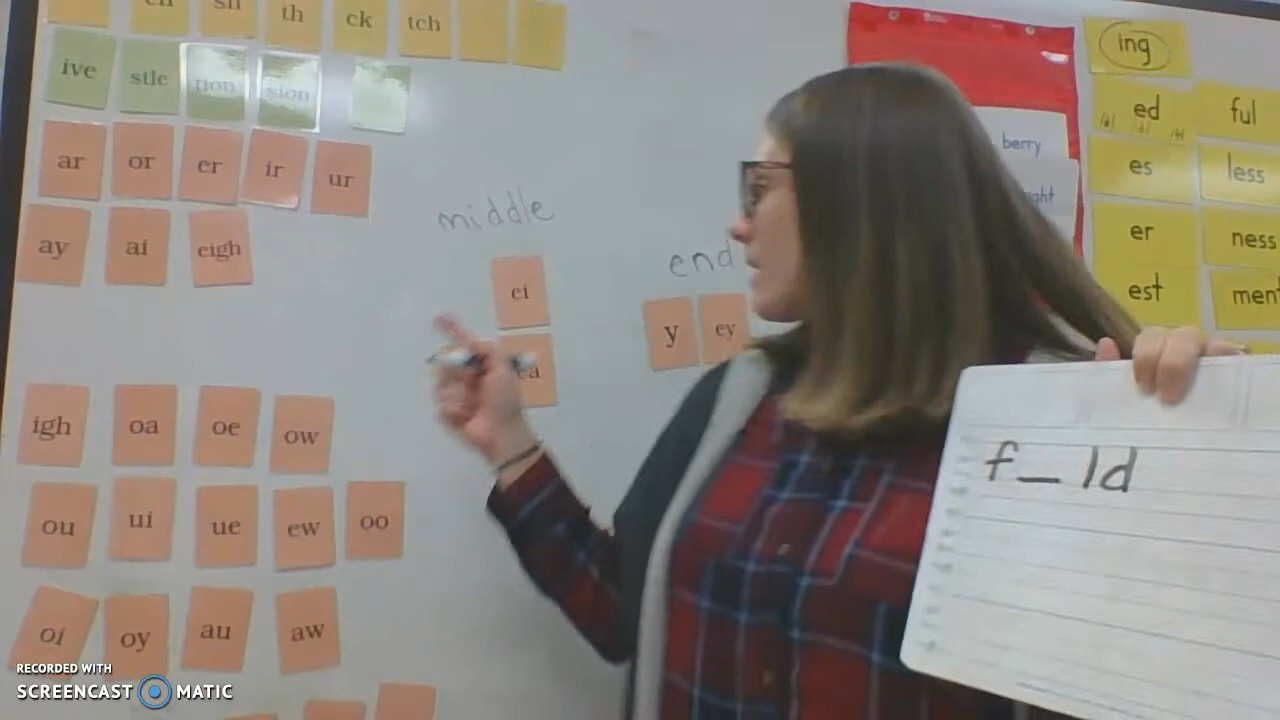 sh th ck tch
ive stle tion sion
ar or er ir ur
ay ai eigh
middle
end
ei
y ey
igh oa oe ow
ou ui ue ew oo
oi oy au aw
berry
ing
ed ful
es less
er ness
est men
f_ld
RECORDED WITH
SCREENCAST MATIC